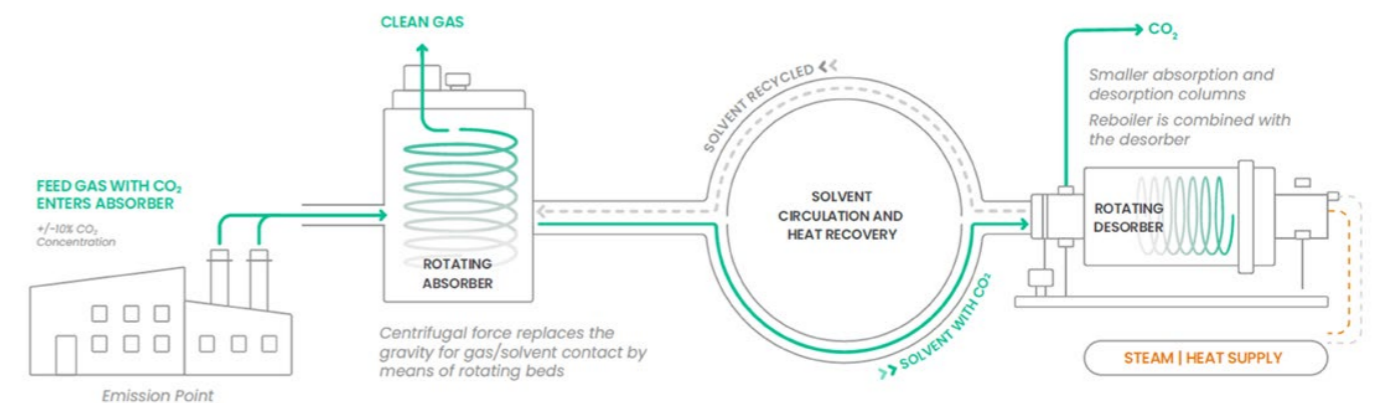 CLEAN GAS
FEED GAS WITH CO₂
ENTERS ABSORBER
+/-10% CO₂
Concentration
Emission Point
ROTATING
ABSORBER
Centrifugal force replaces the
gravity for gas/solvent contact by
means of rotating beds
SOLVENT RECYCLED
SOLVENT
CIRCULATION AND
HEAT RECOVERY
SOLVENT WITH CO₂
CO₂
Smaller absorption and
desorption columns
Reboiler is combined with
the desorber
ROTATING
DESORBER
STEAM | HEAT SUPPLY